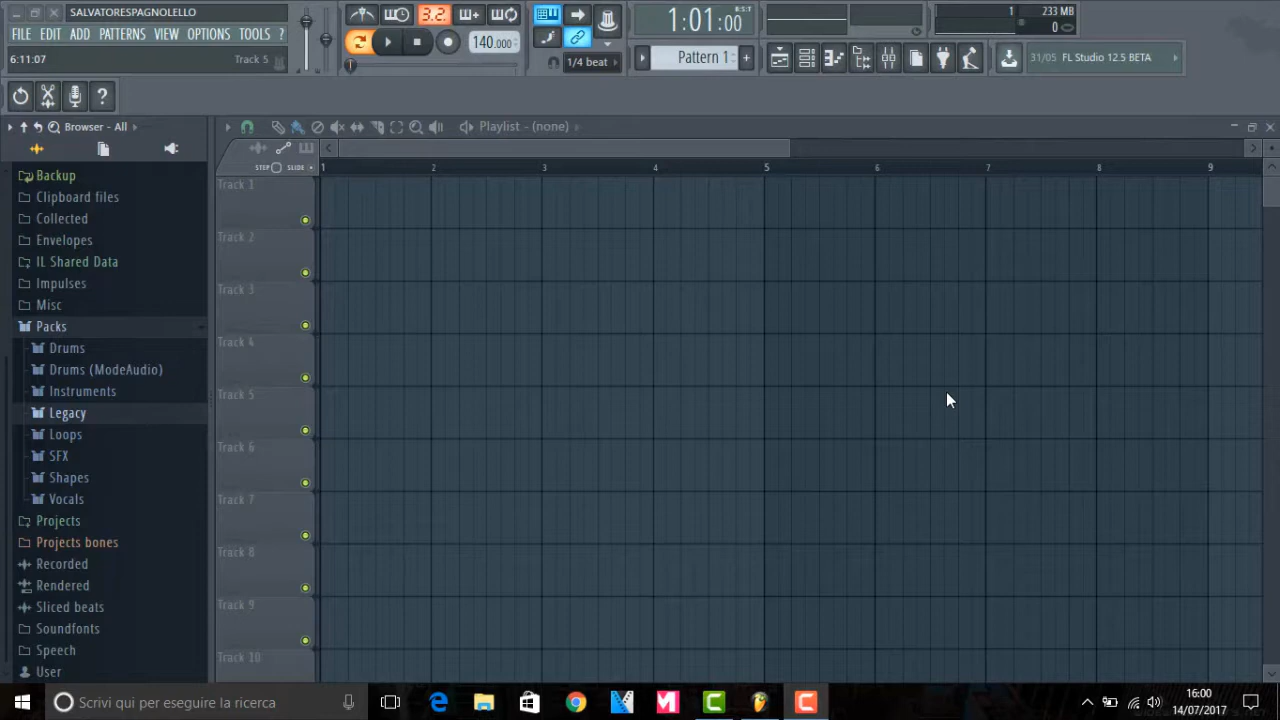 SALVATORESPAGNOLELLO
FILE EDIT ADD PATTERNS VIEW OPTIONS TOOLS ?
6:11:07 Track 5
3.2
140.000
1/4 beat
1:01:00 B:S:T
Pattern 1 +
1 233 MB
0
31/05 FL Studio 12.5 BETA
?
Browser - All
Playlist - (none)
STEP SLIDE
1 2 3 4 5 6 7 8 9
Backup
Clipboard files
Collected
Envelopes
IL Shared Data
Impulses
Misc
Packs
Drums
Drums (ModeAudio)
Instruments
Legacy
Loops
SFX
Shapes
Vocals
Projects
Projects bones
Recorded
Rendered
Sliced beats
Soundfonts
Speech
User
Track 1
Track 2
Track 3
Track 4
Track 5
Track 6
Track 7
Track 8
Track 9
Track 10
Scrivi qui per eseguire la ricerca
16:00
14/07/2017